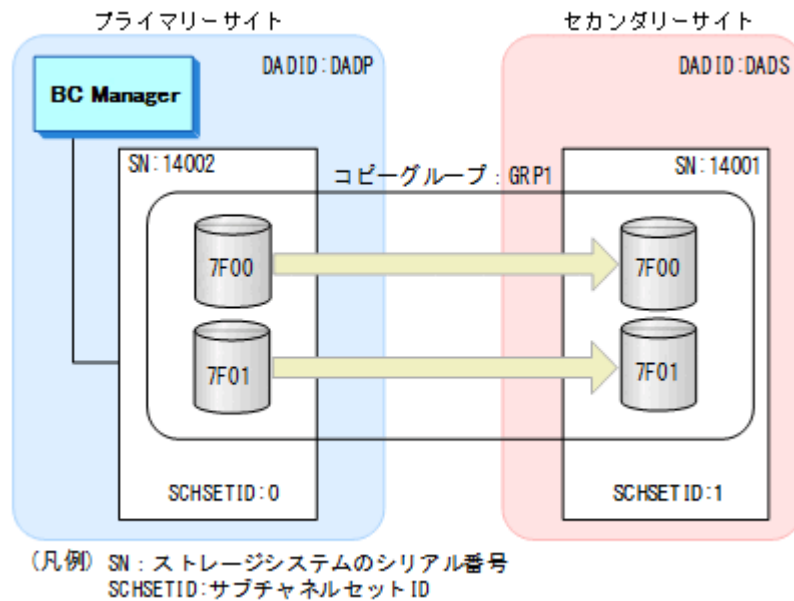 プライマリーサイト
セカンダリーサイト
DADID:DADP
DADID:DADS
BC Manager
SN:14002
SN:14001
コピーグループ：GRP1
7F00
7F00
7F01
7F01
SCHSETID:0
SCHSETID:1
(凡例) SN：ストレージシステムのシリアル番号
SCHSETID:サブチャネルセットID